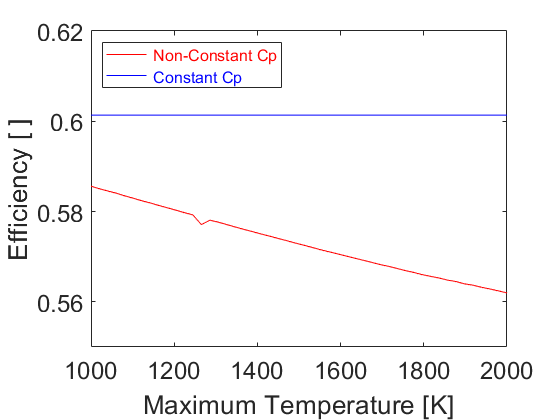 0.62
Non-Constant Cp
Constant Cp
0.6
0.58
0.56
Efficiency [ ]
1000 1200 1400 1600 1800 2000
Maximum Temperature [K]